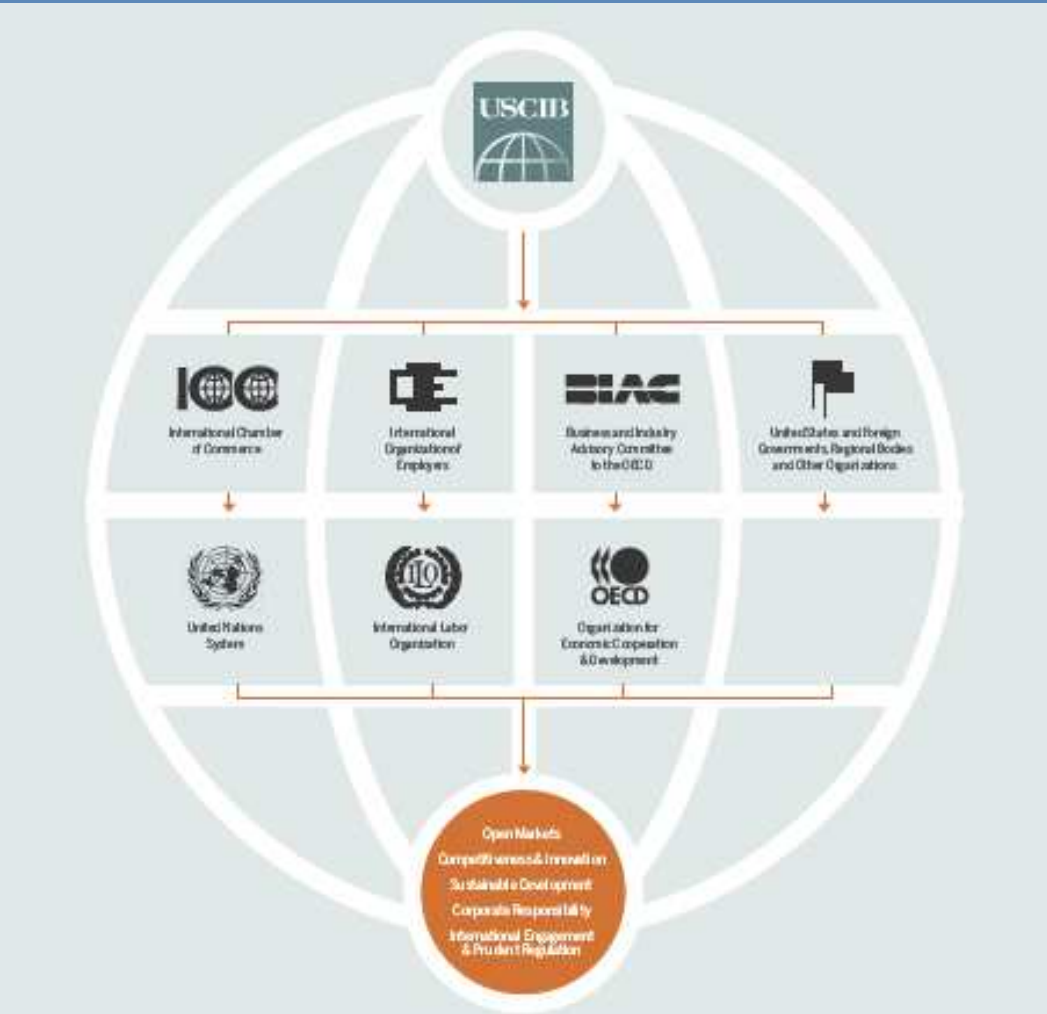 USCIB
ICC
International Chamber
of Commerce
IOE
International
Organization of
Employers
BIAC
Business and Industry
Advisory Committee
to the OECD
United States and Foreign
Governments, Regional Bodies
and Other Organizations
United Nations
System
ILO
International Labor
Organization
OECD
Organization for
Economic Cooperation
& Development
Open Markets
Competitiveness & Innovation
Sustainable Development
Corporate Responsibility
International Engagement
& Prudent Regulation